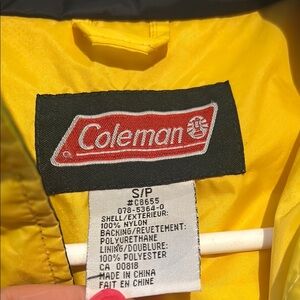 Coleman
S/P
#C8655
078-5364-0
SHELL/EXTERIEUR:
100% NYLON
BACKING/REVETEMENT:
POLYURETHANE
LINING/DOUBLURE:
100% POLYESTER
CA 00818
MADE IN CHINA
FAIT EN CHINE